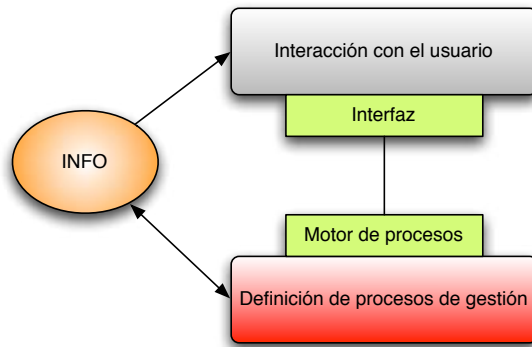 Interacción con el usuario
Interfaz
INFO
Motor de procesos
Definición de procesos de gestión